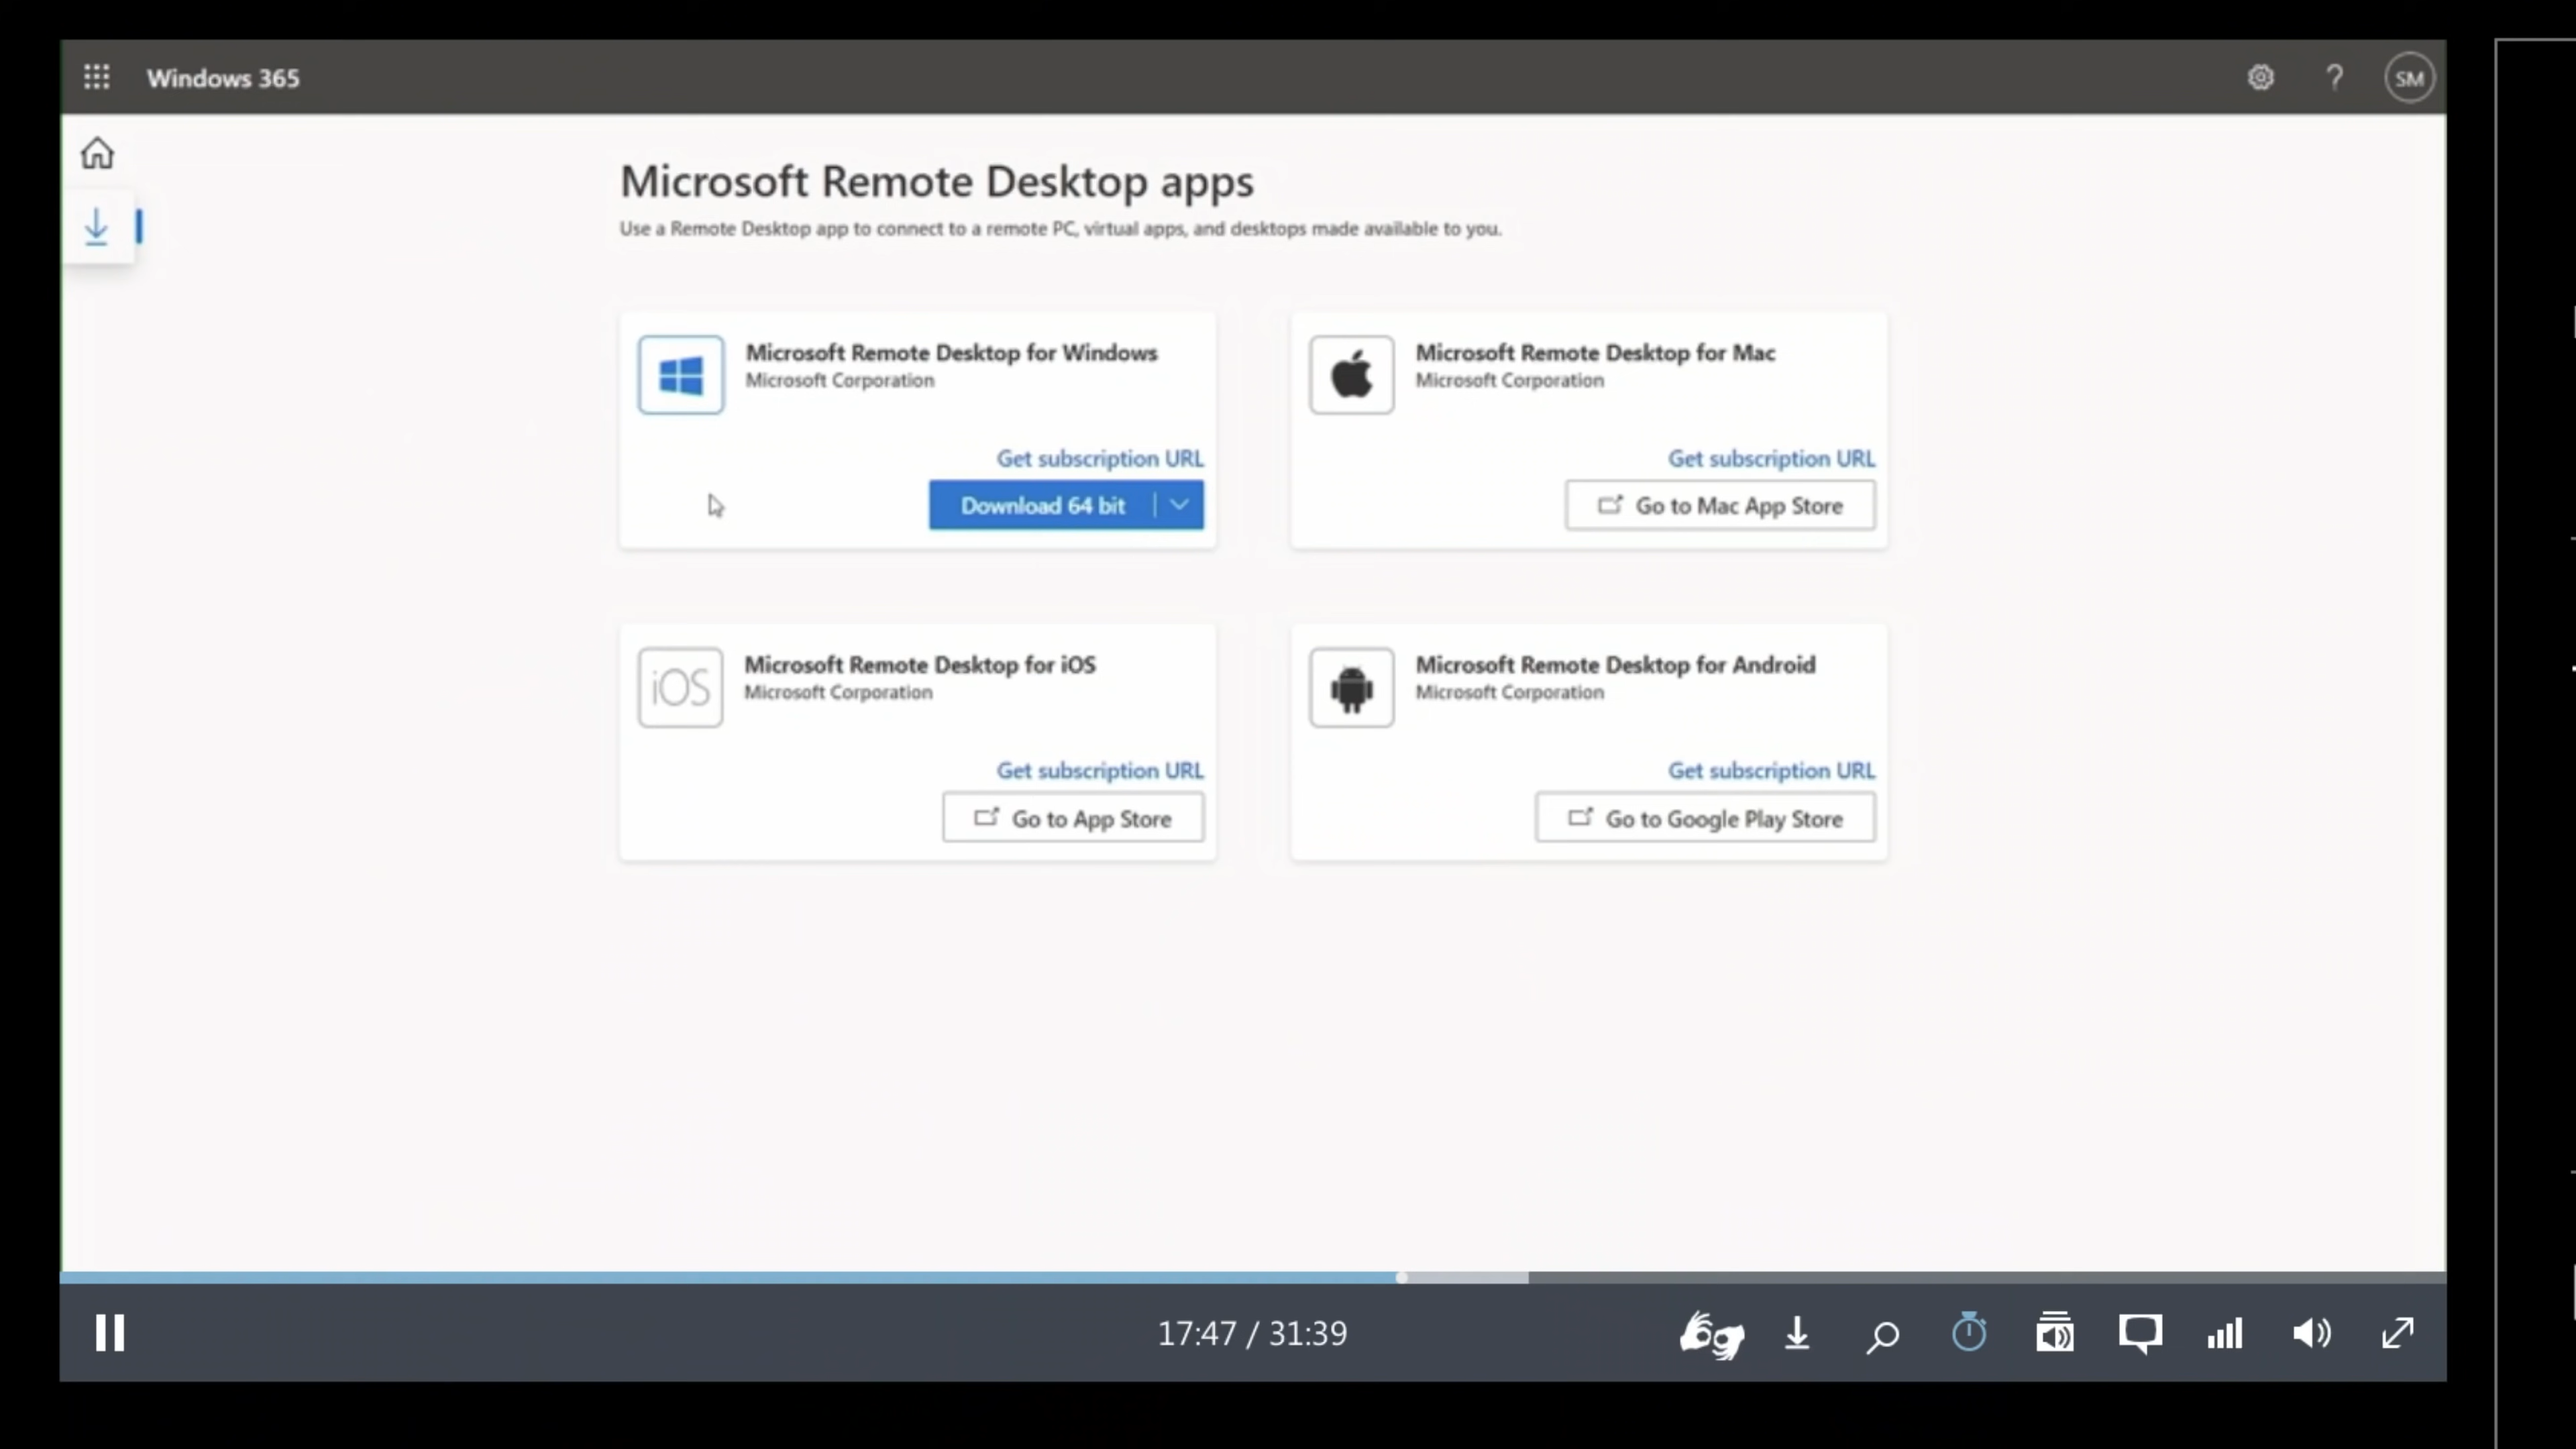 Windows 365
?
SM
Microsoft Remote Desktop apps
Use a Remote Desktop app to connect to a remote PC, virtual apps, and desktops made available to you.
Microsoft Remote Desktop for Windows
Microsoft Corporation
Get subscription URL
Download 64 bit
Microsoft Remote Desktop for Mac
Microsoft Corporation
Get subscription URL
Go to Mac App Store
iOS
Microsoft Remote Desktop for iOS
Microsoft Corporation
Get subscription URL
Go to App Store
Microsoft Remote Desktop for Android
Microsoft Corporation
Get subscription URL
Go to Google Play Store
17:47 / 31:39